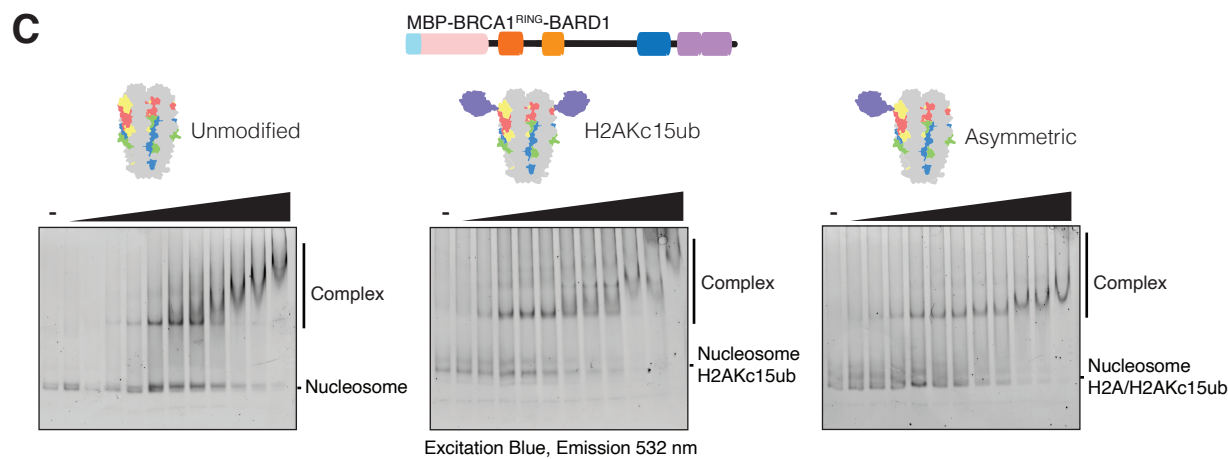 C
MBP-BRCA1RING-BARD1
Unmodified
H2AKc15ub
Asymmetric
-
-
-
Complex
Nucleosome
Complex
Nucleosome
H2AKc15ub
Complex
Nucleosome
H2A/H2AKc15ub
Excitation Blue, Emission 532 nm